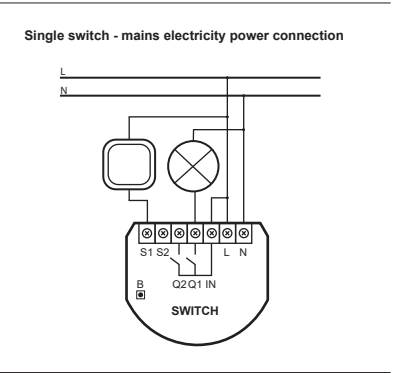 Single switch - mains electricity power connection
L
N
S1 S2 L N
B Q2 Q1 IN
SWITCH